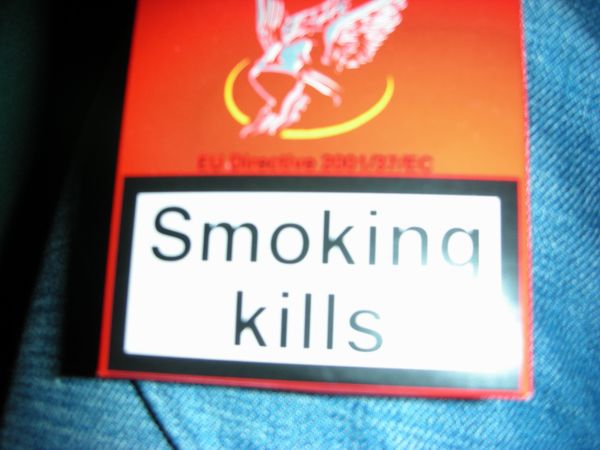 EU Directive 2001/37/EC
Smoking
kills